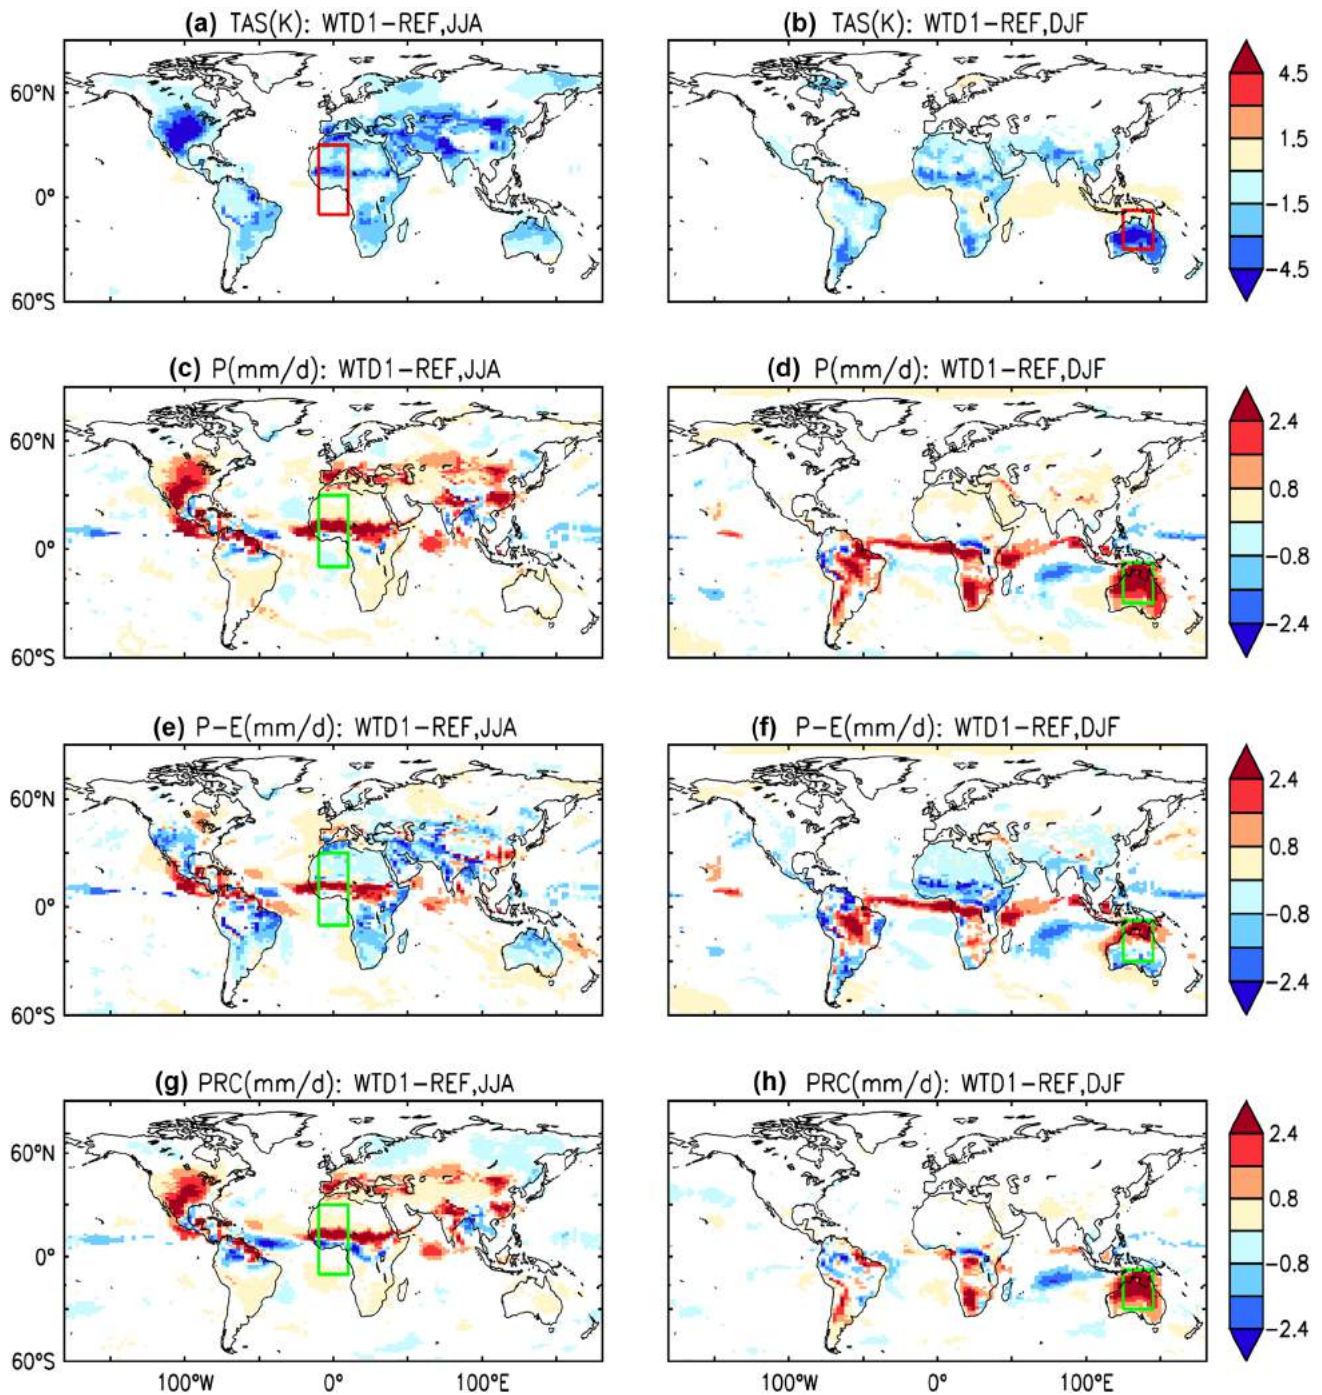 (a) TAS(K): WTD1-REF,JJA
(b) TAS(K): WTD1-REF,DJF
60°N
0°
60°S
4.5
1.5
0.5
-1.5
-4.5
(c) P(mm/d): WTD1-REF,JJA
(d) P(mm/d): WTD1-REF,DJF
60°N
0°
60°S
2.4
0.8
-0.8
-2.4
(e) P-E(mm/d): WTD1-REF,JJA
(f) P-E(mm/d): WTD1-REF,DJF
60°N
0°
60°S
2.4
0.8
-0.8
-2.4
(g) PRC(mm/d): WTD1-REF,JJA
(h) PRC(mm/d): WTD1-REF,DJF
60°N
0°
60°S
2.4
0.8
-0.8
-2.4
100°W 0° 100°E
100°W 0° 100°E